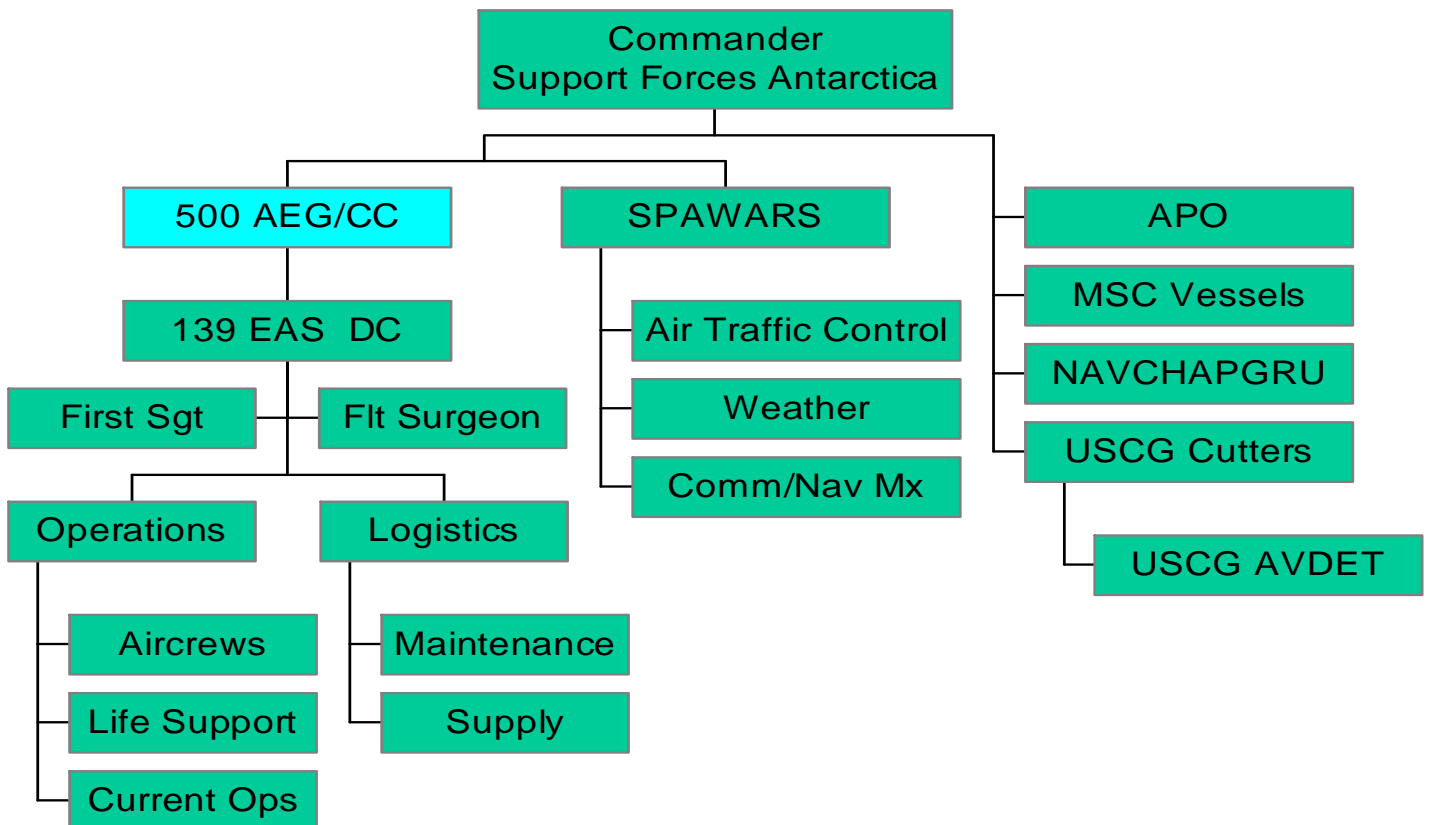 Commander
Support Forces Antarctica
500 AEG/CC
SPAWARS
APO
MSC Vessels
139 EAS  DC
Air Traffic Control
NAVCHAPGRU
First Sgt
Flt Surgeon
Weather
USCG Cutters
Comm/Nav Mx
Operations
Logistics
USCG AVDET
Aircrews
Maintenance
Life Support
Supply
Current Ops